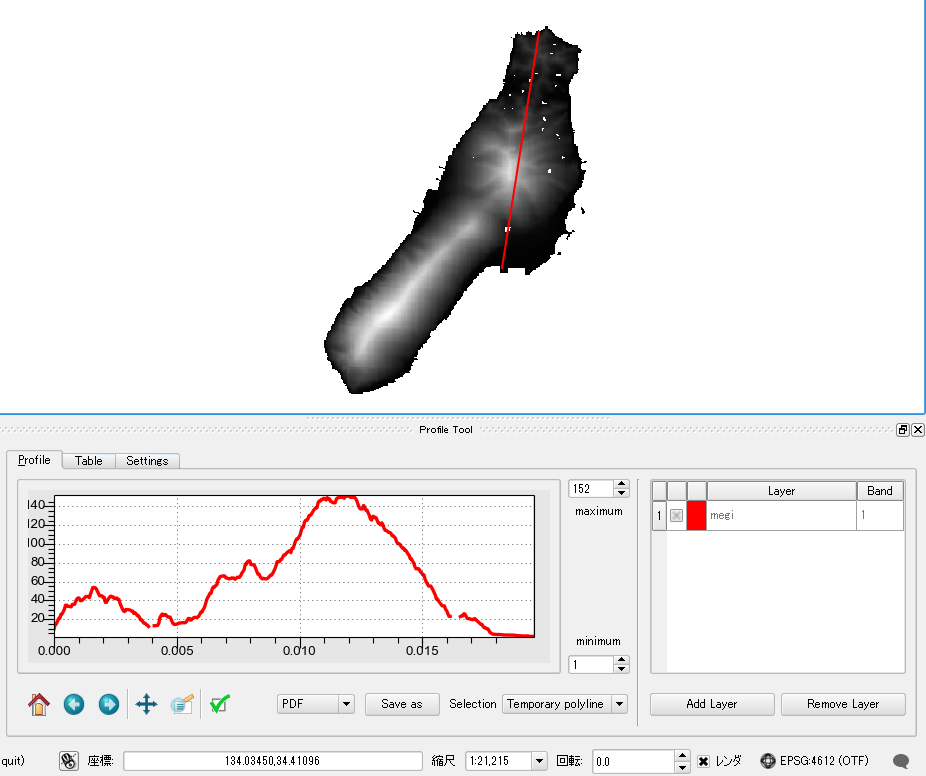 Profile Tool
Profile
Table
Settings
140
120
100
80
60
40
20
0.000 0.005 0.010 0.015
152
maximum
minimum
1
Layer Band
1 megi 1
PDF
Save as
Selection
Temporary polyline
Add Layer
Remove Layer
quit) 座標: 134.03450,34.41096 縮尺 1:21,215 回転: 0.0 レンダ EPSG:4612 (OTF)